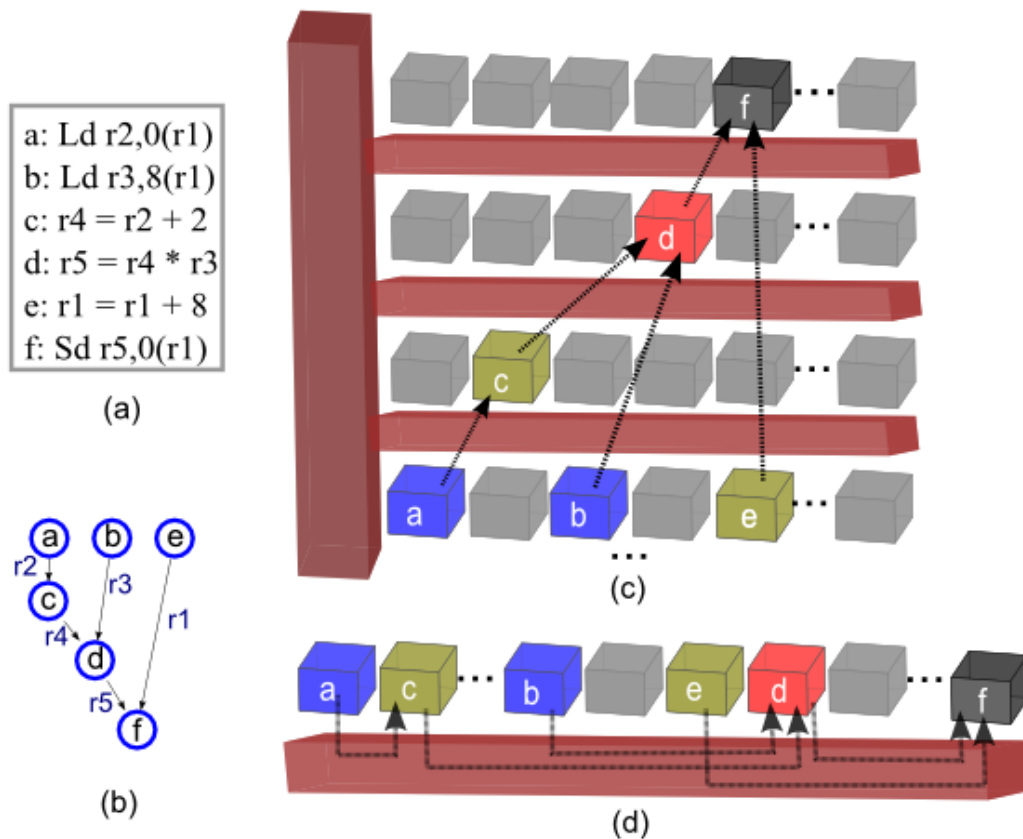 a: Ld r2,0(r1)
b: Ld r3,8(r1)
c: r4 = r2 + 2
d: r5 = r4 * r3
e: r1 = r1 + 8
f: Sd r5,0(r1)
(a)
a b e
r2 r3
c r1
r4
d
r5
f
(b)
f ...
d ...
c ...
a b e ...
...
(c)
a c ... b e d ... f
(d)